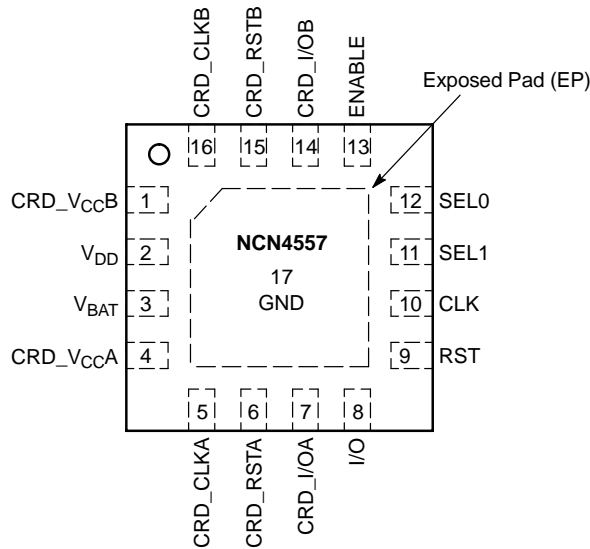 CRD_CLKB
CRD_RSTB
CRD_I/OB
ENABLE
Exposed Pad (EP)
16
15
14
13
CRD_VCCB
1
12
SEL0
VDD
2
NCN4557
11
SEL1
17
VBAT
3
GND
10
CLK
CRD_VCCA
4
9
RST
5
6
7
8
CRD_CLKA
CRD_RSTA
CRD_I/OA
I/O